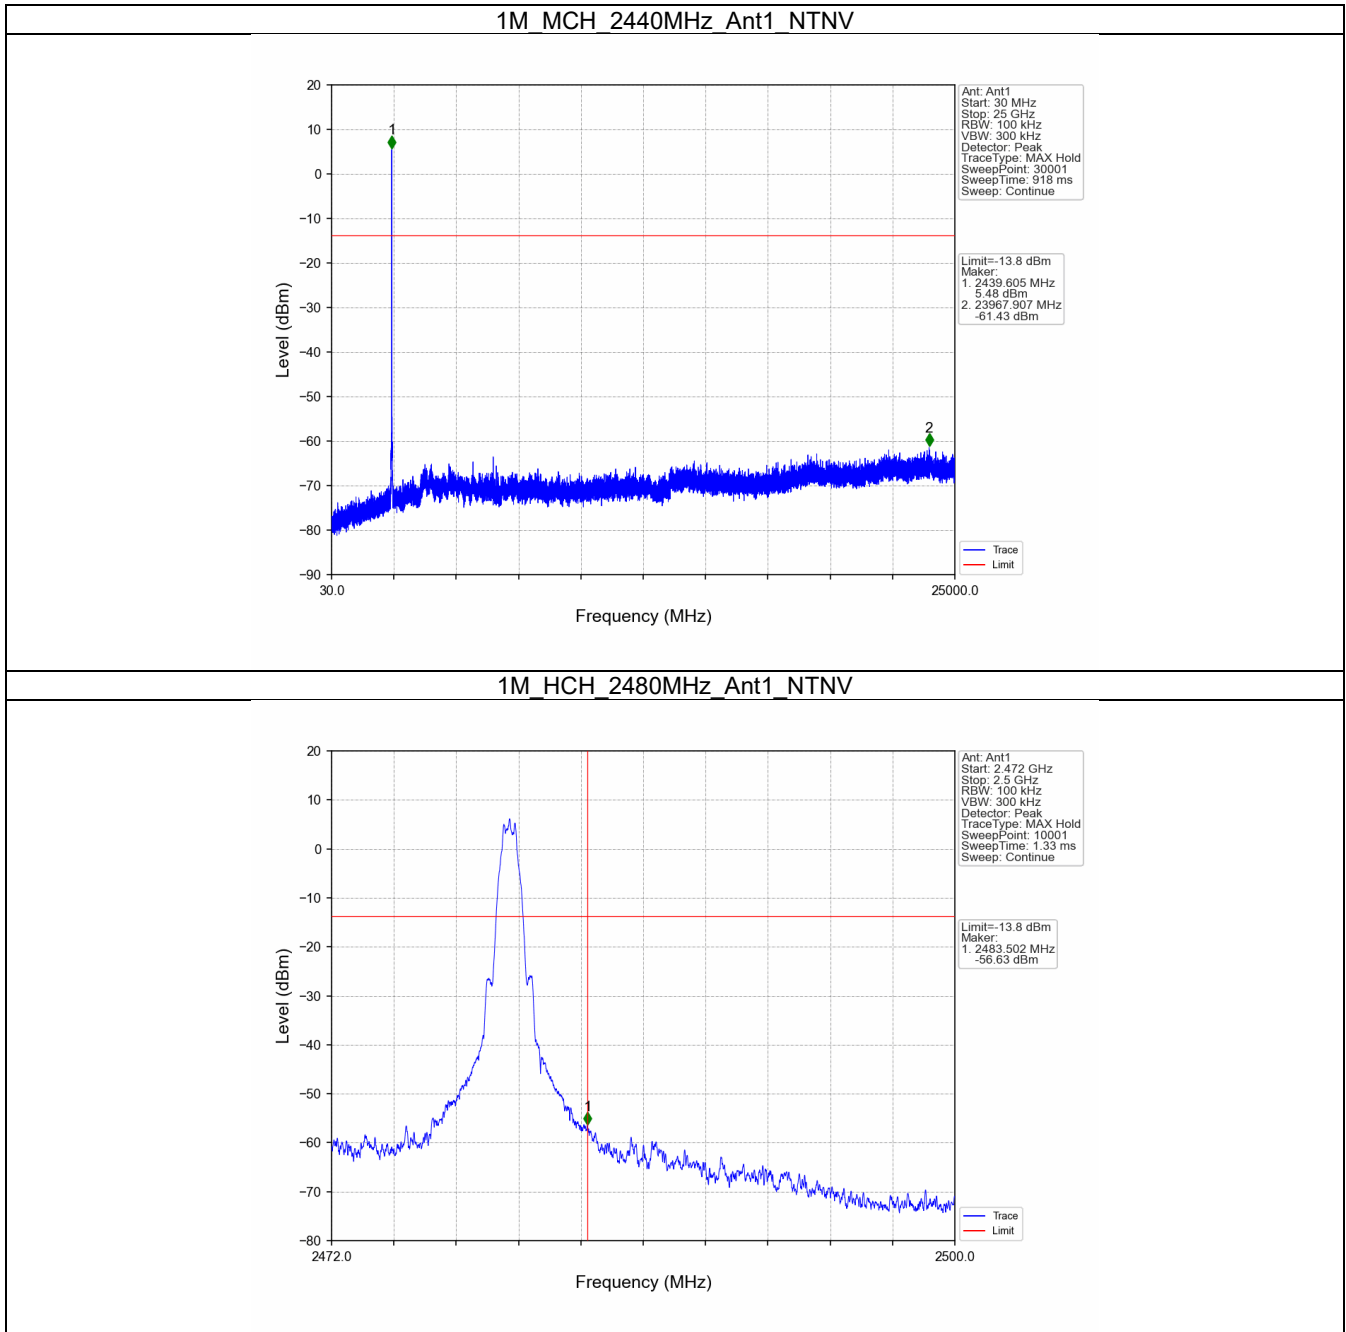 1M_MCH_2440MHz_Ant1_NTNV
20
10
0
−10
−20
−30
−40
−50
−60
−70
−80
−90
Level (dBm)
1
2
30.0
25000.0
Frequency (MHz)
Ant: Ant1
Start: 30 MHz
Stop: 25 GHz
RBW: 100 kHz
VBW: 300 kHz
Detector: Peak
TraceType: MAX Hold
SweepPoint: 30001
SweepTime: 918 ms
Sweep: Continue
Limit=-13.8 dBm
Maker:
1. 2439.605 MHz
5.48 dBm
2. 23967.907 MHz
-61.43 dBm
Trace
Limit
1M_HCH_2480MHz_Ant1_NTNV
20
10
0
−10
−20
−30
−40
−50
−60
−70
−80
Level (dBm)
1
2472.0
2500.0
Frequency (MHz)
Ant: Ant1
Start: 2.472 GHz
Stop: 2.5 GHz
RBW: 100 kHz
VBW: 300 kHz
Detector: Peak
TraceType: MAX Hold
SweepPoint: 10001
SweepTime: 1.33 ms
Sweep: Continue
Limit=-13.8 dBm
Maker:
1. 2483.502 MHz
-56.63 dBm
Trace
Limit